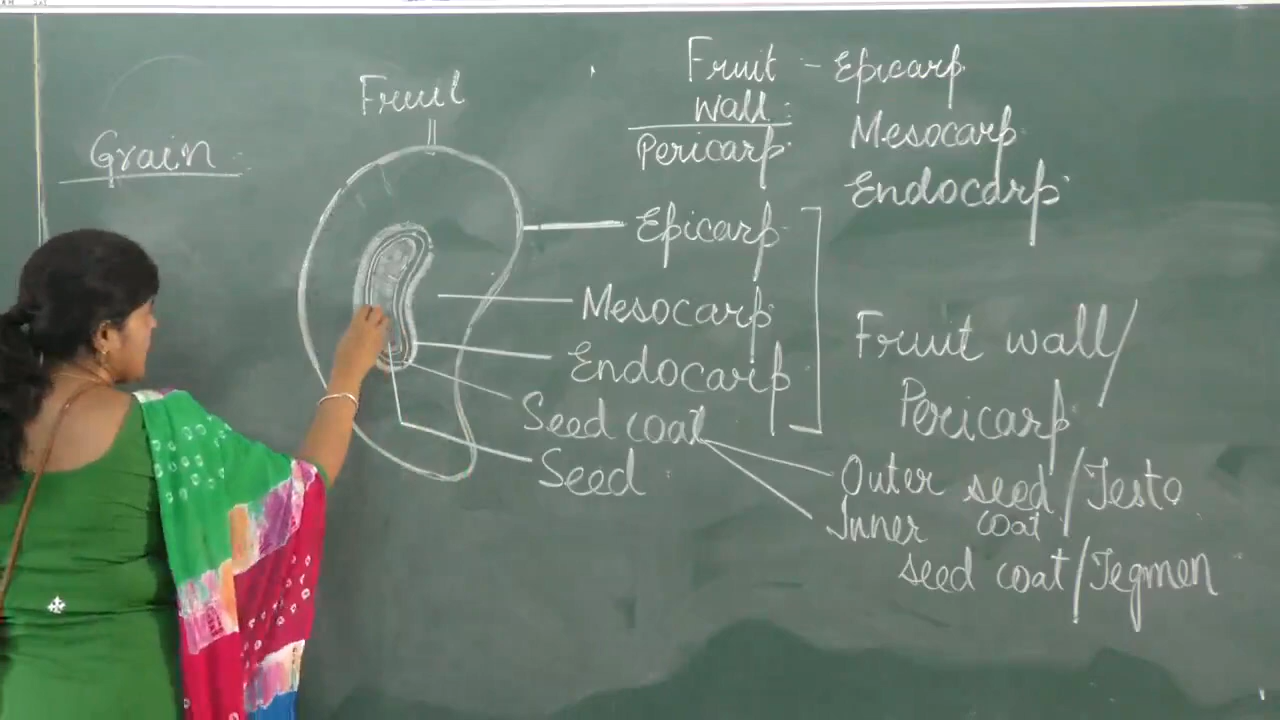 Grain
Fruit
Fruit - Epicarp
wall:
Pericarp
Mesocarp
Endocarp
Epicarp
Mesocarp
Endocarp
Seed coat
Seed
Fruit wall/
Pericarp
Outer seed/Testa
coat
Inner
seed coat/Tegmen